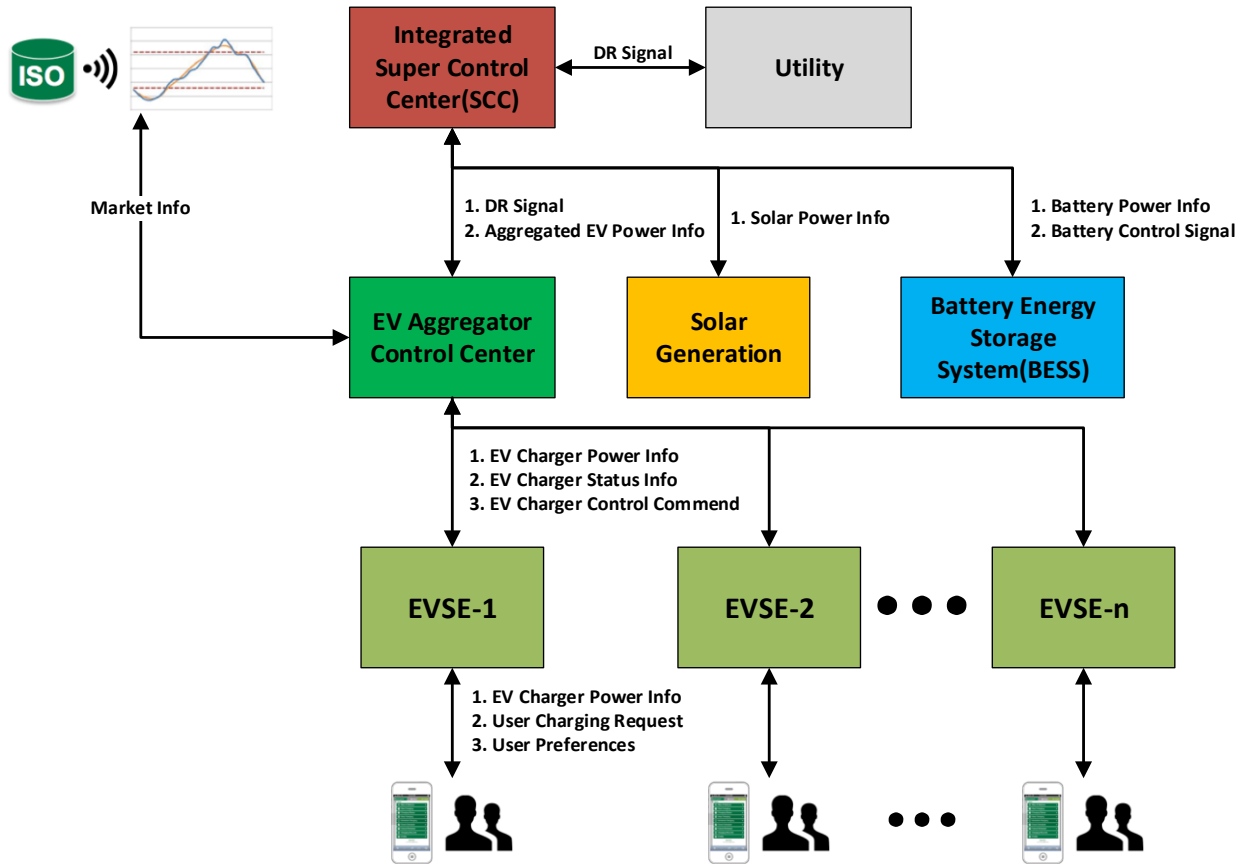 ISO
Integrated
Super Control
Center(SCC)
DR Signal
Utility
Market Info
1. DR Signal
2. Aggregated EV Power Info
1. Solar Power Info
1. Battery Power Info
2. Battery Control Signal
EV Aggregator
Control Center
Solar
Generation
Battery Energy
Storage
System(BESS)
1. EV Charger Power Info
2. EV Charger Status Info
3. EV Charger Control Commend
EVSE-1
EVSE-2
EVSE-n
1. EV Charger Power Info
2. User Charging Request
3. User Preferences